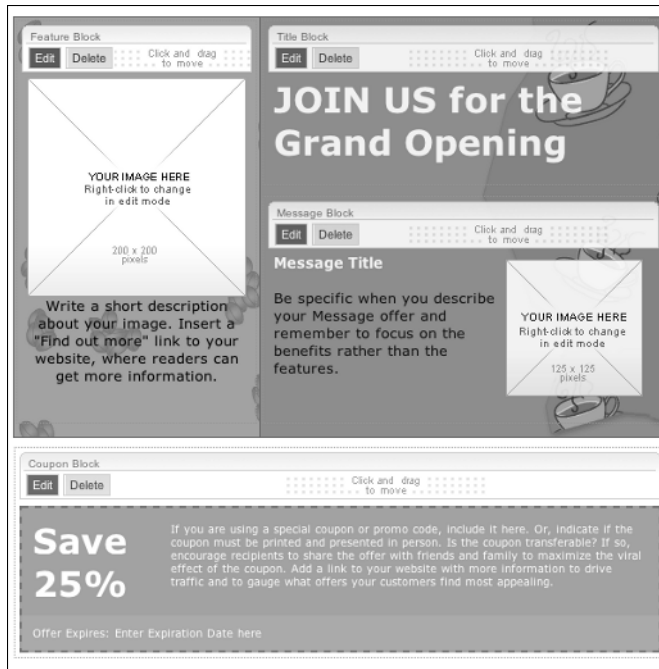 Feature Block
Edit Delete Click and drag
to move
YOUR IMAGE HERE
Right-click to change
in edit mode
200 x 200
pixels
Write a short description
about your image. Insert a
"Find out more" link to your
website, where readers can
get more information.
Title Block
Edit Delete Click and drag
to move
JOIN US for the
Grand Opening
Message Block
Edit Delete Click and drag
to move
Message Title
Be specific when you describe
your Message offer and
remember to focus on the
benefits rather than the
features.
YOUR IMAGE HERE
Right-click to change
in edit mode
125 x 125
pixels
Coupon Block
Edit Delete Click and drag
to move
Save
25%
If you are using a special coupon or promo code, include it here. Or, indicate if the
coupon must be printed and presented in person. Is the coupon transferable? If so,
encourage recipients to share the offer with friends and family to maximize the viral
effect of the coupon. Add a link to your website with more information to drive
traffic and to gauge what offers your customers find most appealing.
Offer Expires: Enter Expiration Date here